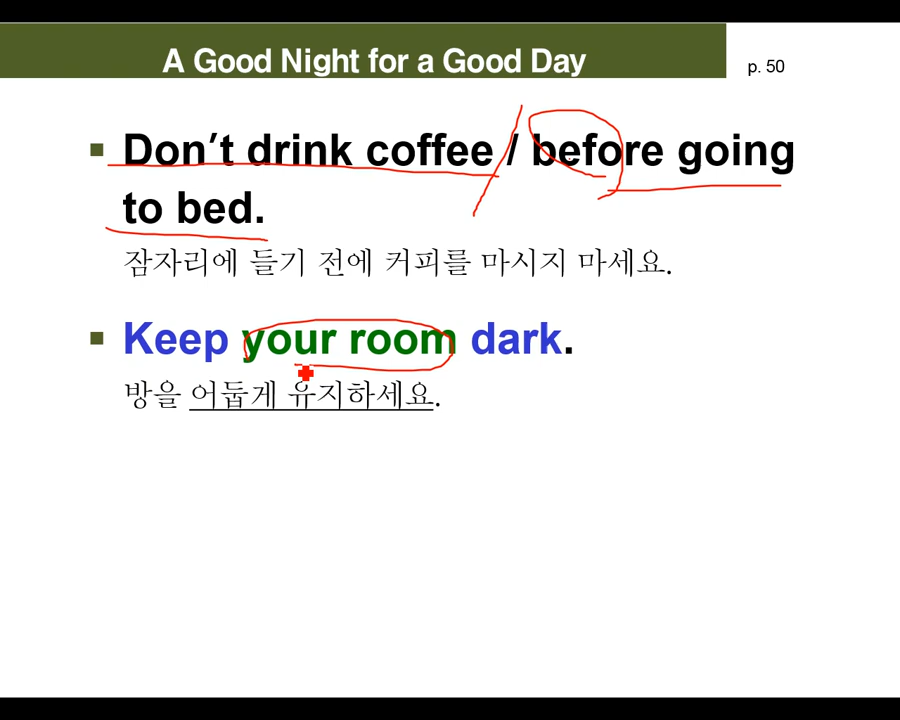 A Good Night for a Good Day
p. 50
Don't drink coffee / before going
to bed.
잠자리에 들기 전에 커피를 마시지 마세요.
Keep your room dark.
방을 어둡게 유지하세요.